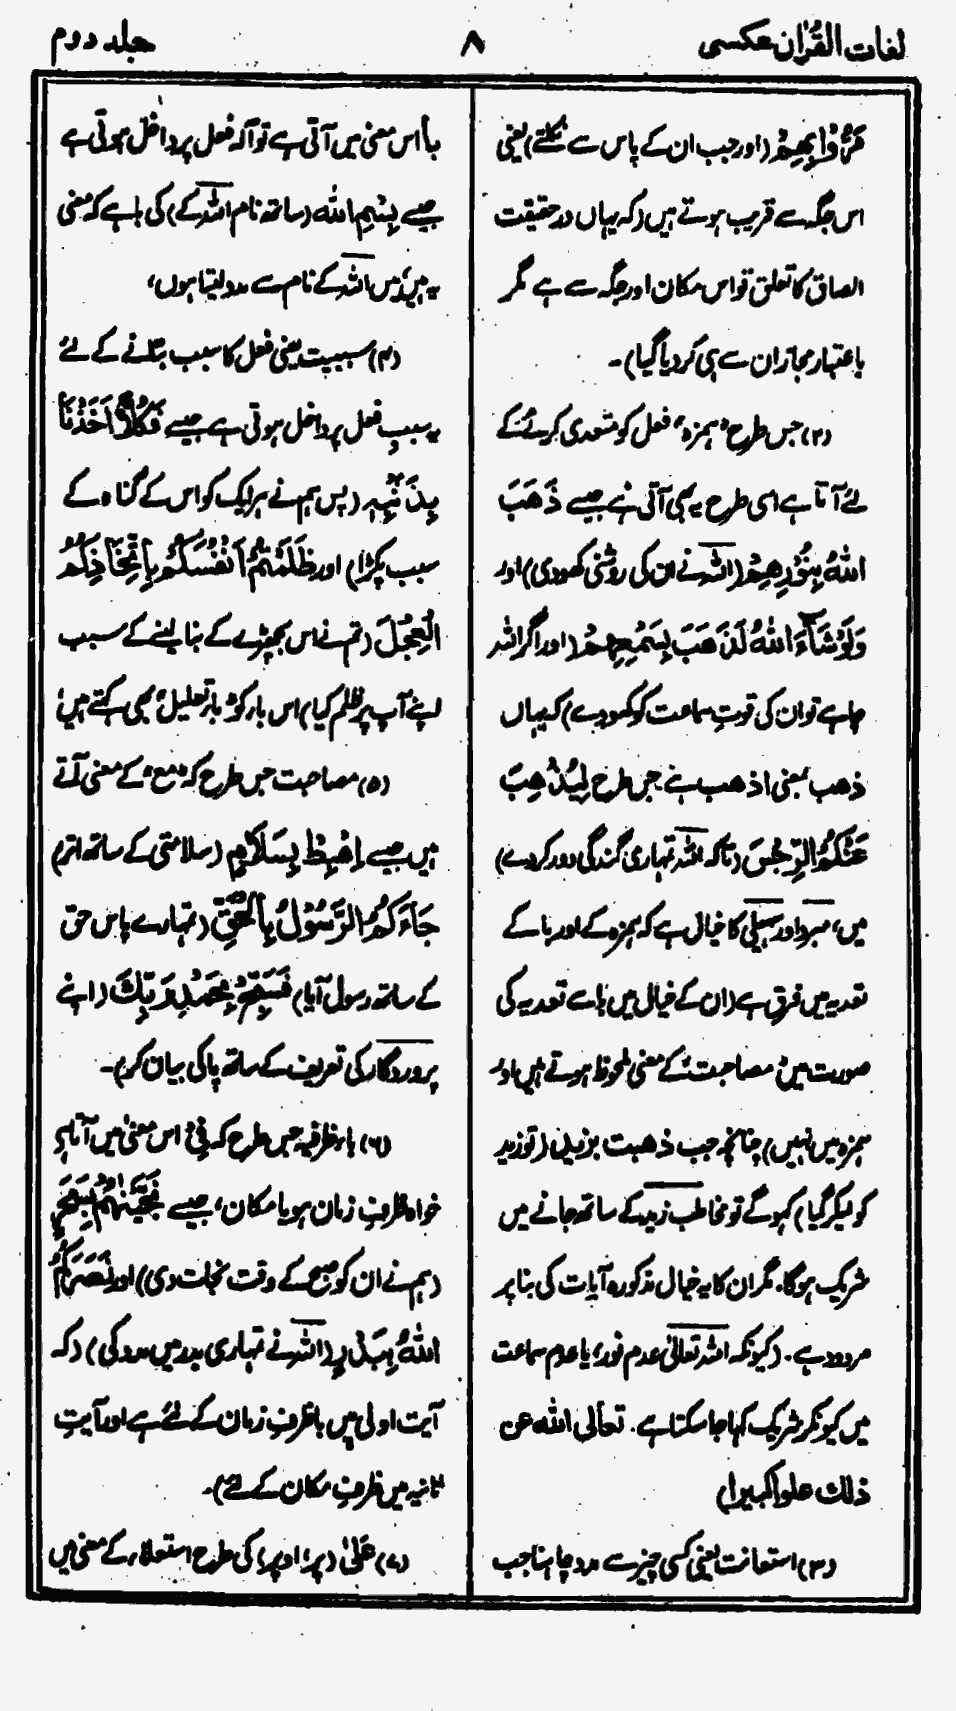 لغات القرآن عکسی
۸
جلد دوم
مَرُّوْا بِهِمْ (اور جب ان کے پاس سے نکلتے) یعنی
اس جگہ سے قریب ہوتے ہیں (کہ یہاں در حقیقت
الصاق کا تعلق تو اس مکان اور جگہ سے ہے مگر
باعتبار مجاز ان سے ہی کر دیا گیا)۔
(۲) جس طرح "ہمزہ" فعل کو متعدی کرنے کے
لئے آتا ہے اسی طرح یہ بھی آتی ہے جیسے ذَهَبَ
اللّٰهُ بِنُوْرِهِمْ (اللہ نے ان کی روشنی کھودی) اور
وَلَوْ شَآءَ اللّٰهُ لَذَهَبَ بِسَمْعِهِمْ (اور اگر اللہ
چاہے تو ان کی قوتِ سماعت کو کھودے) کہ یہاں
ذهب بمعنی اذهب ہے جس طرح لِيُذْهِبَ
عَنْكُمُ الرِّجْسَ (تاکہ اللہ تمہاری گندگی دور کردے)
میں، مبرد اور سہیلی کا خیال ہے کہ ہمزہ کے اور با کے
تعدیہ میں فرق ہے (ان کے خیال میں با سے تعدیہ کی
صورت میں مصاحبت کے معنی ملحوظ ہوتے ہیں اور
ہمزہ میں نہیں) چنانچہ جب ذهبت بزید (تو زید
کو لیکر گیا) کہو گے تو مخاطب زید کے ساتھ جانے میں
شریک ہوگا. مگر ان کا یہ خیال مذکورہ آیات کی بنا پر
مردود ہے. (کیونکہ اللہ تعالیٰ عدم نور، یا عدم سماعت
میں کیونکر شریک کہا جا سکتا ہے. تعالی اللہ عن
ذلك علوا كبيرا)
(۳) استعانت یعنی کسی چیز سے مدد چاہنا جب
با اس معنی میں آتی ہے تو آلہ فعل پر داخل ہوتی ہے
جیسے بِسْمِ اللّٰه (ساتھ نام اللہ کے) کی با ہے کہ معنی
یہ ہیں میں اللہ کے نام سے مدد لیتا ہوں،
(۴) سببیت یعنی فعل کا سبب بتلانے کے لئے
یہ سببِ فعل پر داخل ہوتی ہے جیسے فَكُلًّا اَخَذْنَا
بِذَنْۢبِهٖ (پس ہم نے ہر ایک کو اس کے گناہ کے
سبب پکڑا) اور ظَلَمْتُمْ اَنْفُسَكُمْ بِاتِّخَاذِكُمُ
الْعِجْلَ (تم نے اس بچھڑے کے بنا لینے کے سبب
اپنے آپ پر ظلم کیا) اس با کو "باء تعلیل" بھی کہتے ہیں،
(۵) مصاحبت جس طرح کہ "مع" کے معنی آتے
ہیں جیسے اِهْبِطْ بِسَلَامٍ (سلامتی کے ساتھ اتر)
جَآءَكُمُ الرَّسُوْلُ بِالْحَقِّ (تمہارے پاس حق
کے ساتھ رسول آیا) فَسَبِّحْ بِحَمْدِ رَبِّكَ (اپنے
پروردگار کی تعریف کے ساتھ پاکی بیان کر)۔
(۶) باء ظرفیہ جس طرح کہ فِیْ اس معنی میں آتا ہے
خواہ ظرفِ زمان ہو یا مکان، جیسے نَجَّيْنٰهُمْ بِسَحَرٍ
(ہم نے ان کو صبح کے وقت نجات دی) اور نَصَرَكُمُ
اللّٰهُ بِبَدْرٍ (اللہ نے تمہاری بدر میں مدد کی) (کہ
آیت اولی میں با ظرفِ زمان کے لئے ہے اور آیتِ
ثانیہ میں ظرفِ مکان کے لئے)۔
(۷) عَلٰی (پر، اوپر) کی طرح استعلاء کے معنی میں